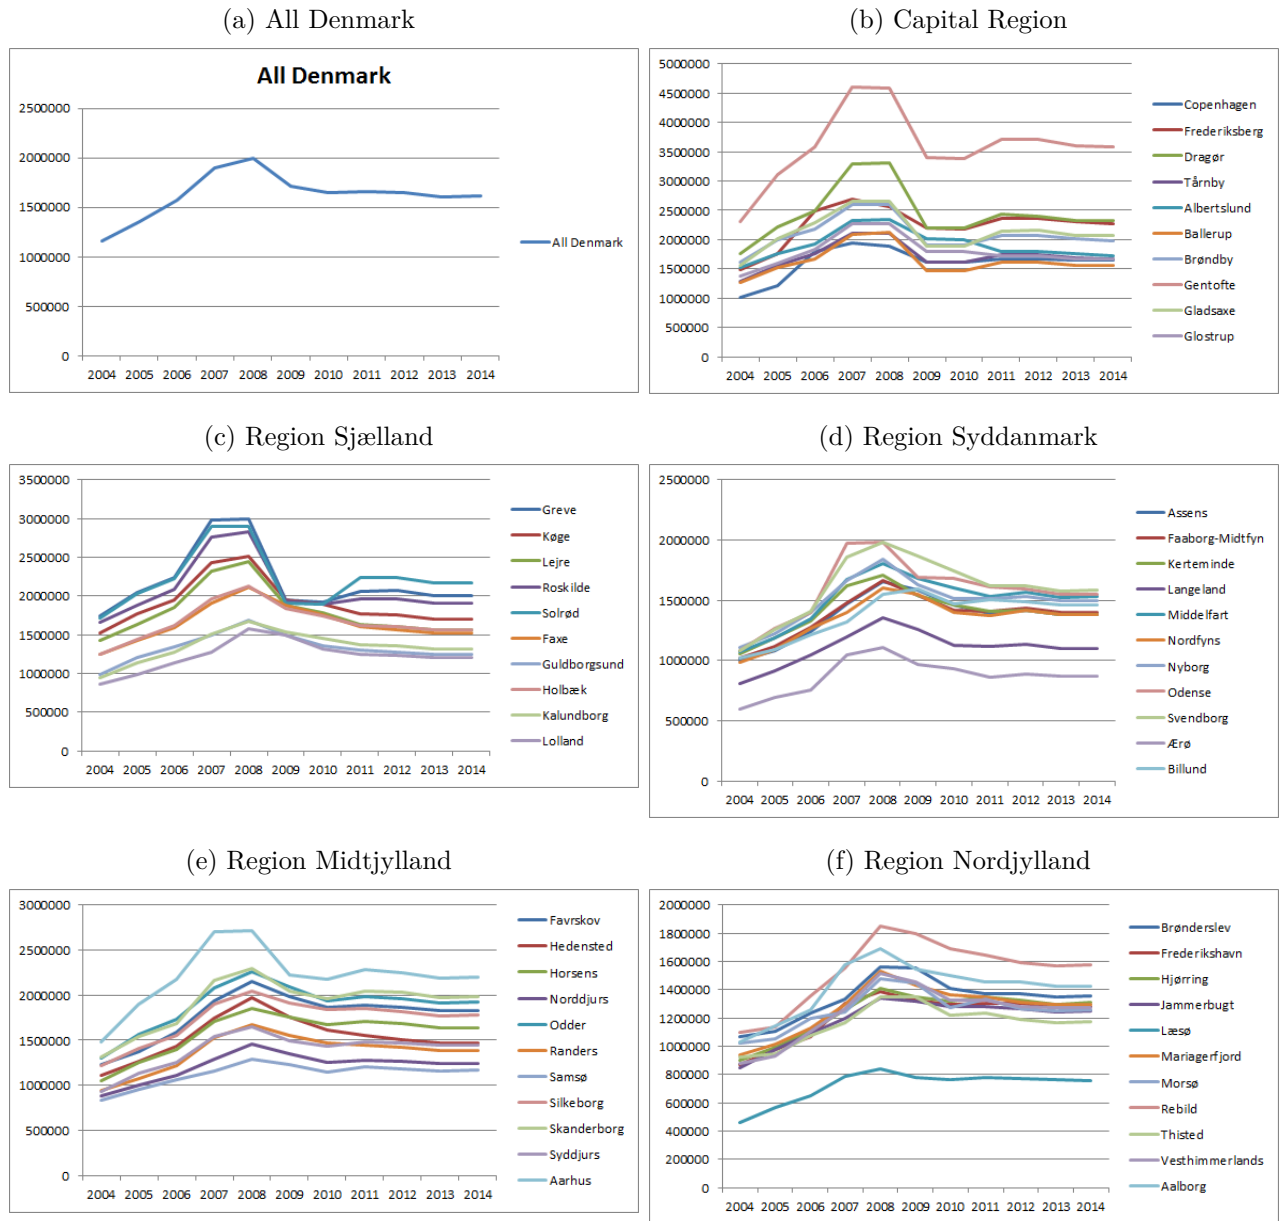 (a) All Denmark
All Denmark
2500000
2000000
1500000
1000000
500000
0
2004 2005 2006 2007 2008 2009 2010 2011 2012 2013 2014
All Denmark
(b) Capital Region
5000000
4500000
4000000
3500000
3000000
2500000
2000000
1500000
1000000
500000
0
2004 2005 2006 2007 2008 2009 2010 2011 2012 2013 2014
Copenhagen
Frederiksberg
Dragør
Tårnby
Albertslund
Ballerup
Brøndby
Gentofte
Gladsaxe
Glostrup
(c) Region Sjælland
3500000
3000000
2500000
2000000
1500000
1000000
500000
0
2004 2005 2006 2007 2008 2009 2010 2011 2012 2013 2014
Greve
Køge
Lejre
Roskilde
Solrød
Faxe
Guldborgsund
Holbæk
Kalundborg
Lolland
(d) Region Syddanmark
2500000
2000000
1500000
1000000
500000
0
2004 2005 2006 2007 2008 2009 2010 2011 2012 2013 2014
Assens
Faaborg-Midtfyn
Kerteminde
Langeland
Middelfart
Nordfyns
Nyborg
Odense
Svendborg
Ærø
Billund
(e) Region Midtjylland
3000000
2500000
2000000
1500000
1000000
500000
0
2004 2005 2006 2007 2008 2009 2010 2011 2012 2013 2014
Favrskov
Hedensted
Horsens
Norddjurs
Odder
Randers
Samsø
Silkeborg
Skanderborg
Syddjurs
Aarhus
(f) Region Nordjylland
2000000
1800000
1600000
1400000
1200000
1000000
800000
600000
400000
200000
0
2004 2005 2006 2007 2008 2009 2010 2011 2012 2013 2014
Brønderslev
Frederikshavn
Hjørring
Jammerbugt
Læsø
Mariagerfjord
Morsø
Rebild
Thisted
Vesthimmerlands
Aalborg